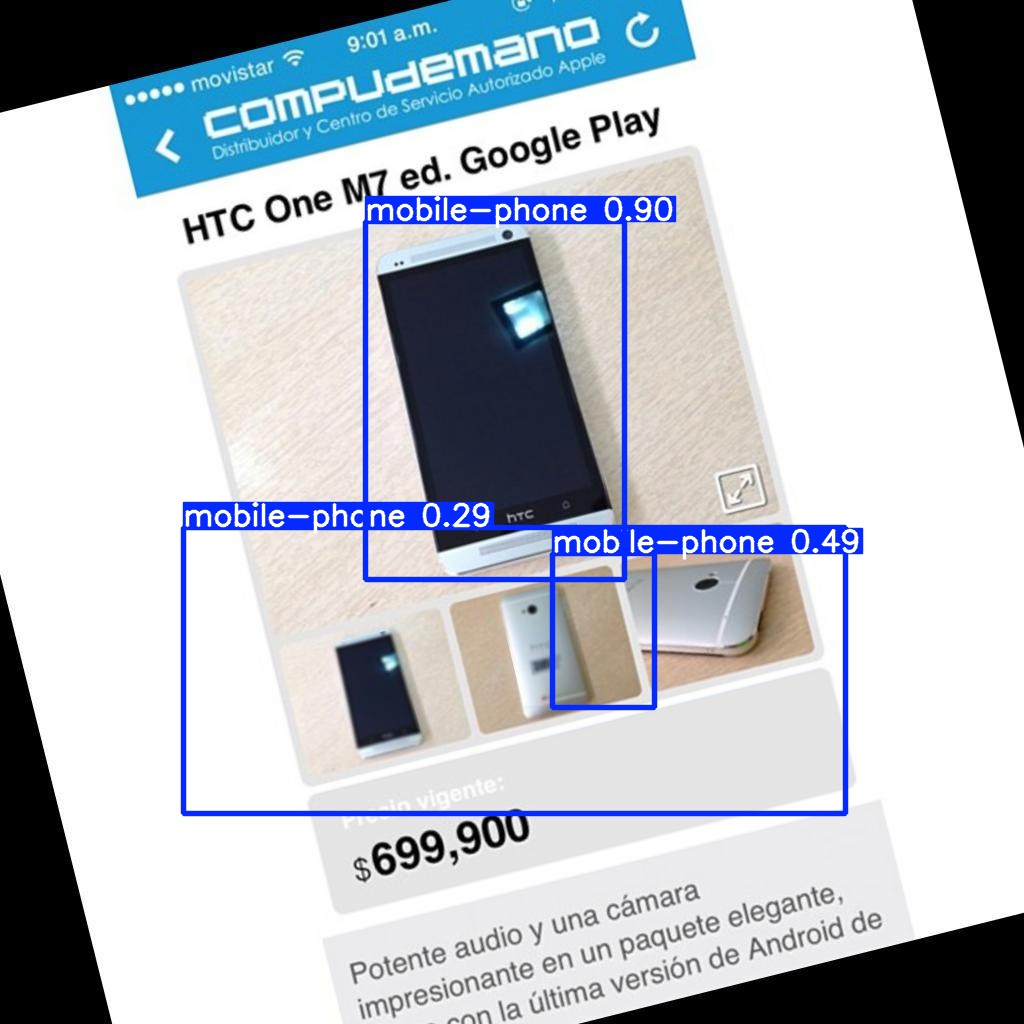 movistar 9:01 a.m.
compudemano
Distribuidor y Centro de Servicio Autorizado Apple
HTC One M7 ed. Google Play
mobile-phone 0.90
hTC
mobile-phone 0.29
mobile-phone 0.49
Precio vigente:
$699,900
Potente audio y una cámara
impresionante en un paquete elegante,
con la última versión de Android de